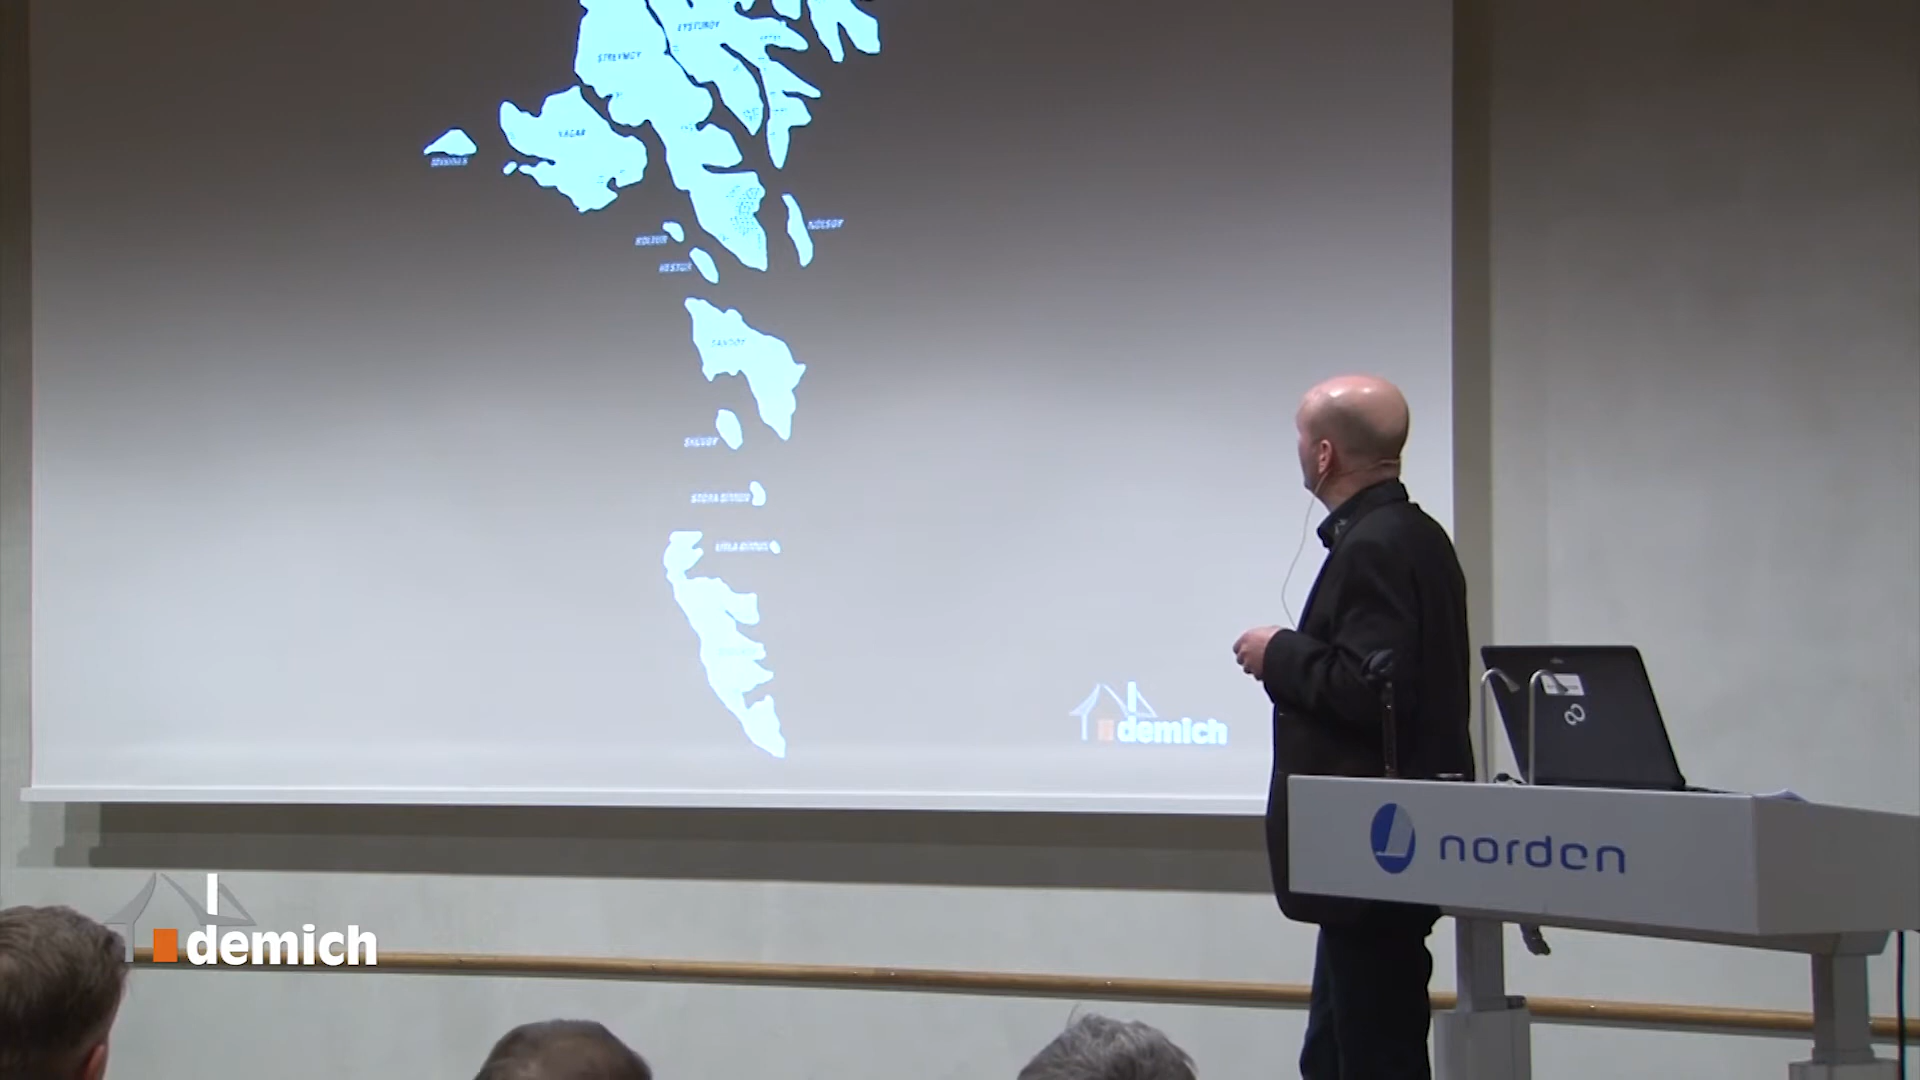 EYSTUROY
STREYMOY
VÁGAR
NÓLSOY
KOLTUR
HESTUR
SANDOY
SKÚVOY
STÓRA DÍMUN
LÍTLA DÍMUN
demich
norden
demich